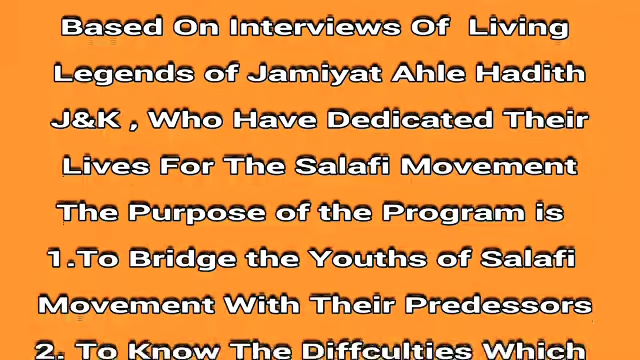 Based On Interviews Of Living
Legends of Jamiyat Ahle Hadith
J&K , Who Have Dedicated Their
Lives For The Salafi Movement
The Purpose of the Program is
1.To Bridge the Youths of Salafi
Movement With Their Predessors
2. To Know The Diffculties Which